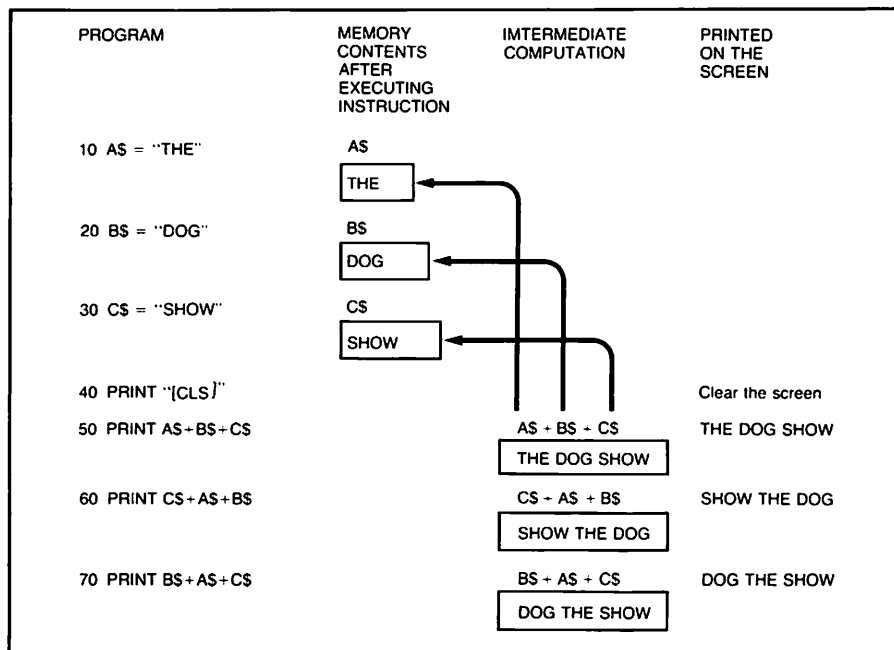 PROGRAM MEMORY CONTENTS AFTER EXECUTING INSTRUCTION IMTERMEDIATE COMPUTATION PRINTED ON THE SCREEN
10 A$ = "THE" A$
THE
20 B$ = "DOG" B$
DOG
30 C$ = "SHOW" C$
SHOW
40 PRINT "[CLS]" Clear the screen
50 PRINT A$+B$+C$ A$ + B$ + C$ THE DOG SHOW
THE DOG SHOW
60 PRINT C$+A$+B$ C$ + A$ + B$ SHOW THE DOG
SHOW THE DOG
70 PRINT B$+A$+C$ B$ + A$ + C$ DOG THE SHOW
DOG THE SHOW